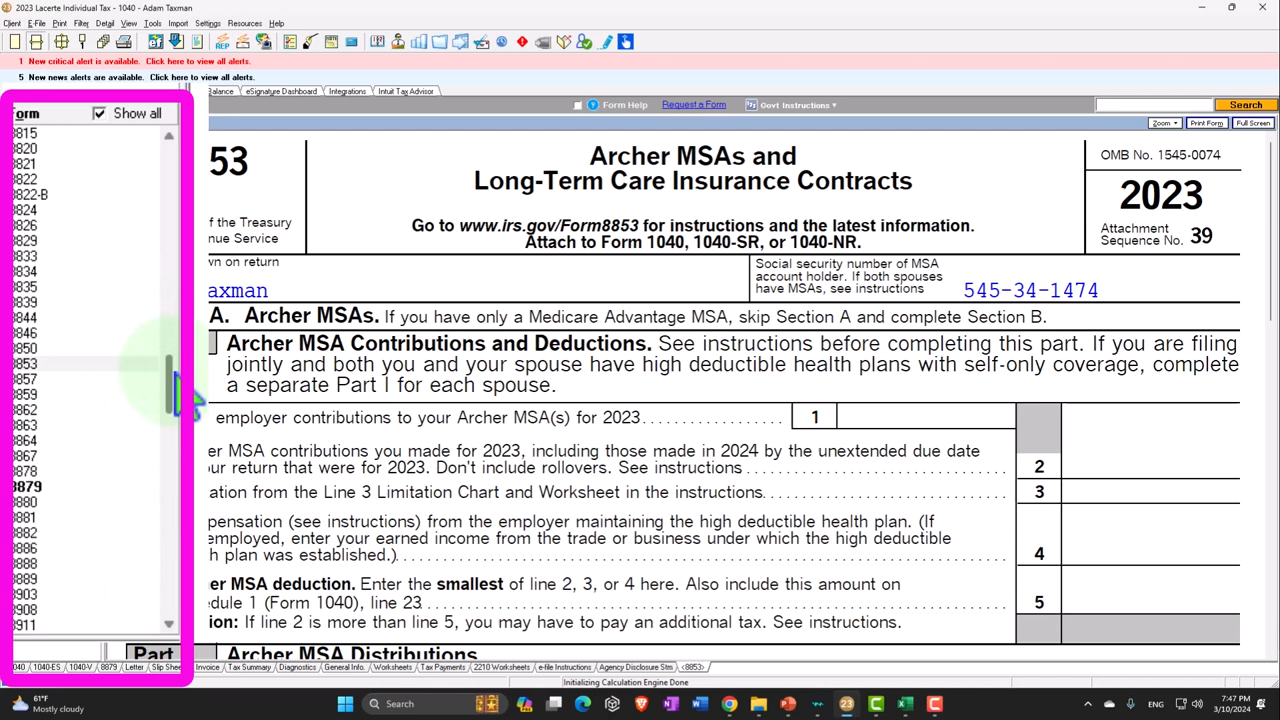 2023 Lacerte Individual Tax - 1040 - Adam Taxman
Client E-File Print Filter Detail View Tools Import Settings Resources Help
1 New critical alert is available. Click here to view all alerts.
5 New news alerts are available. Click here to view all alerts.
Balance eSignature Dashboard Integrations Intuit Tax Advisor
Form Help Request a Form Govt Instructions Search
Zoom Print Form Full Screen
Form Show all
8815
8820
8821
8822
8822-B
8824
8826
8829
8833
8834
8835
8839
8844
8846
8850
8853
8857
8859
8862
8863
8864
8867
8878
8879
8880
8881
8882
8886
8888
8889
8903
8908
8911
53
of the Treasury
nue Service
Archer MSAs and
Long-Term Care Insurance Contracts
Go to www.irs.gov/Form8853 for instructions and the latest information.
Attach to Form 1040, 1040-SR, or 1040-NR.
OMB No. 1545-0074
2023
Attachment
Sequence No. 39
wn on return
axman
Social security number of MSA
account holder. If both spouses
have MSAs, see instructions 545-34-1474
A. Archer MSAs. If you have only a Medicare Advantage MSA, skip Section A and complete Section B.
Archer MSA Contributions and Deductions. See instructions before completing this part. If you are filing
jointly and both you and your spouse have high deductible health plans with self-only coverage, complete
a separate Part I for each spouse.
employer contributions to your Archer MSA(s) for 2023 1
er MSA contributions you made for 2023, including those made in 2024 by the unextended due date
our return that were for 2023. Don't include rollovers. See instructions 2
ation from the Line 3 Limitation Chart and Worksheet in the instructions 3
pensation (see instructions) from the employer maintaining the high deductible health plan. (If
employed, enter your earned income from the trade or business under which the high deductible
h plan was established.) 4
er MSA deduction. Enter the smallest of line 2, 3, or 4 here. Also include this amount on
edule 1 (Form 1040), line 23 5
ion: If line 2 is more than line 5, you may have to pay an additional tax. See instructions.
Part Archer MSA Distributions
1040 1040-ES 1040-V 8879 Letter Slip Sheet Invoice Tax Summary Diagnostics General Info. Worksheets Tax Payments 2210 Worksheets e-file Instructions Agency Disclosure Stm <8853>
Initializing Calculation Engine Done
61°F
Mostly cloudy
Search
ENG
7:47 PM
3/10/2024